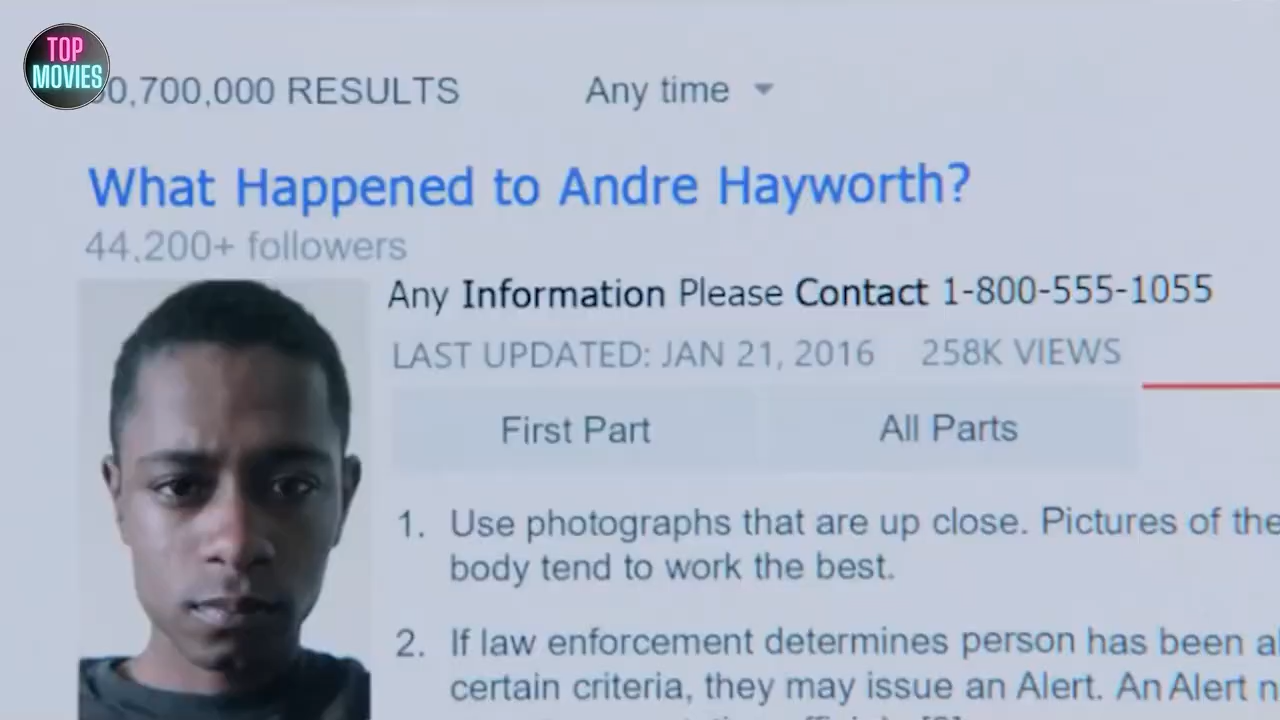 TOP
MOVIES
0,700,000 RESULTS
Any time
What Happened to Andre Hayworth?
44,200+ followers
Any Information Please Contact 1-800-555-1055
LAST UPDATED: JAN 21, 2016
258K VIEWS
First Part
All Parts
1. Use photographs that are up close. Pictures of the
body tend to work the best.
2. If law enforcement determines person has been
certain criteria, they may issue an Alert. An Alert